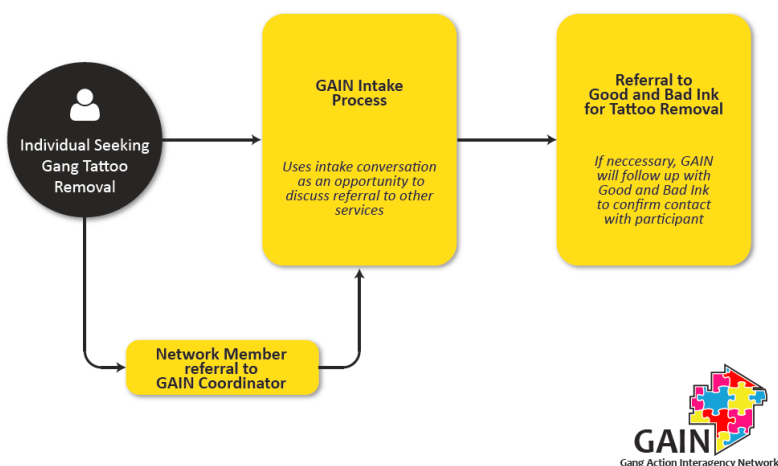 Individual Seeking
Gang Tattoo
Removal
GAIN Intake
Process
Uses intake conversation
as an opportunity to
discuss referral to other
services
Referral to
Good and Bad Ink
for Tattoo Removal
If neccessary, GAIN
will follow up with
Good and Bad Ink
to confirm contact
with participant
Network Member
referral to
GAIN Coordinator
GAIN
Gang Action Interagency Network